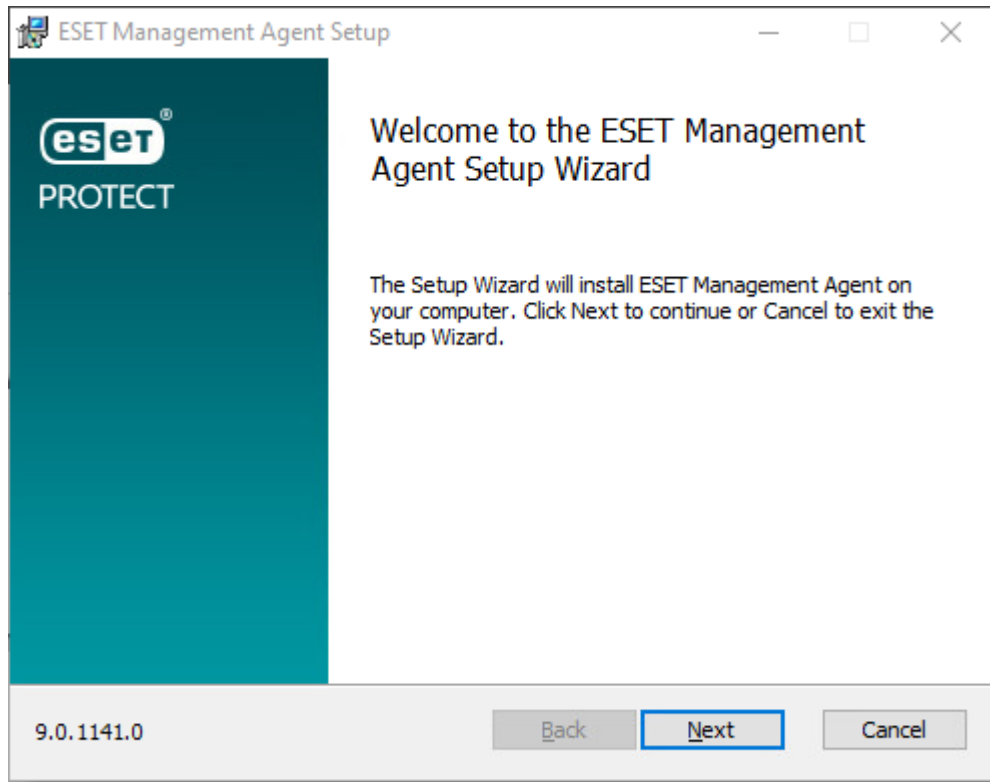 ESET Management Agent Setup
eset®
PROTECT
Welcome to the ESET Management
Agent Setup Wizard
The Setup Wizard will install ESET Management Agent on
your computer. Click Next to continue or Cancel to exit the
Setup Wizard.
9.0.1141.0
Back
Next
Cancel